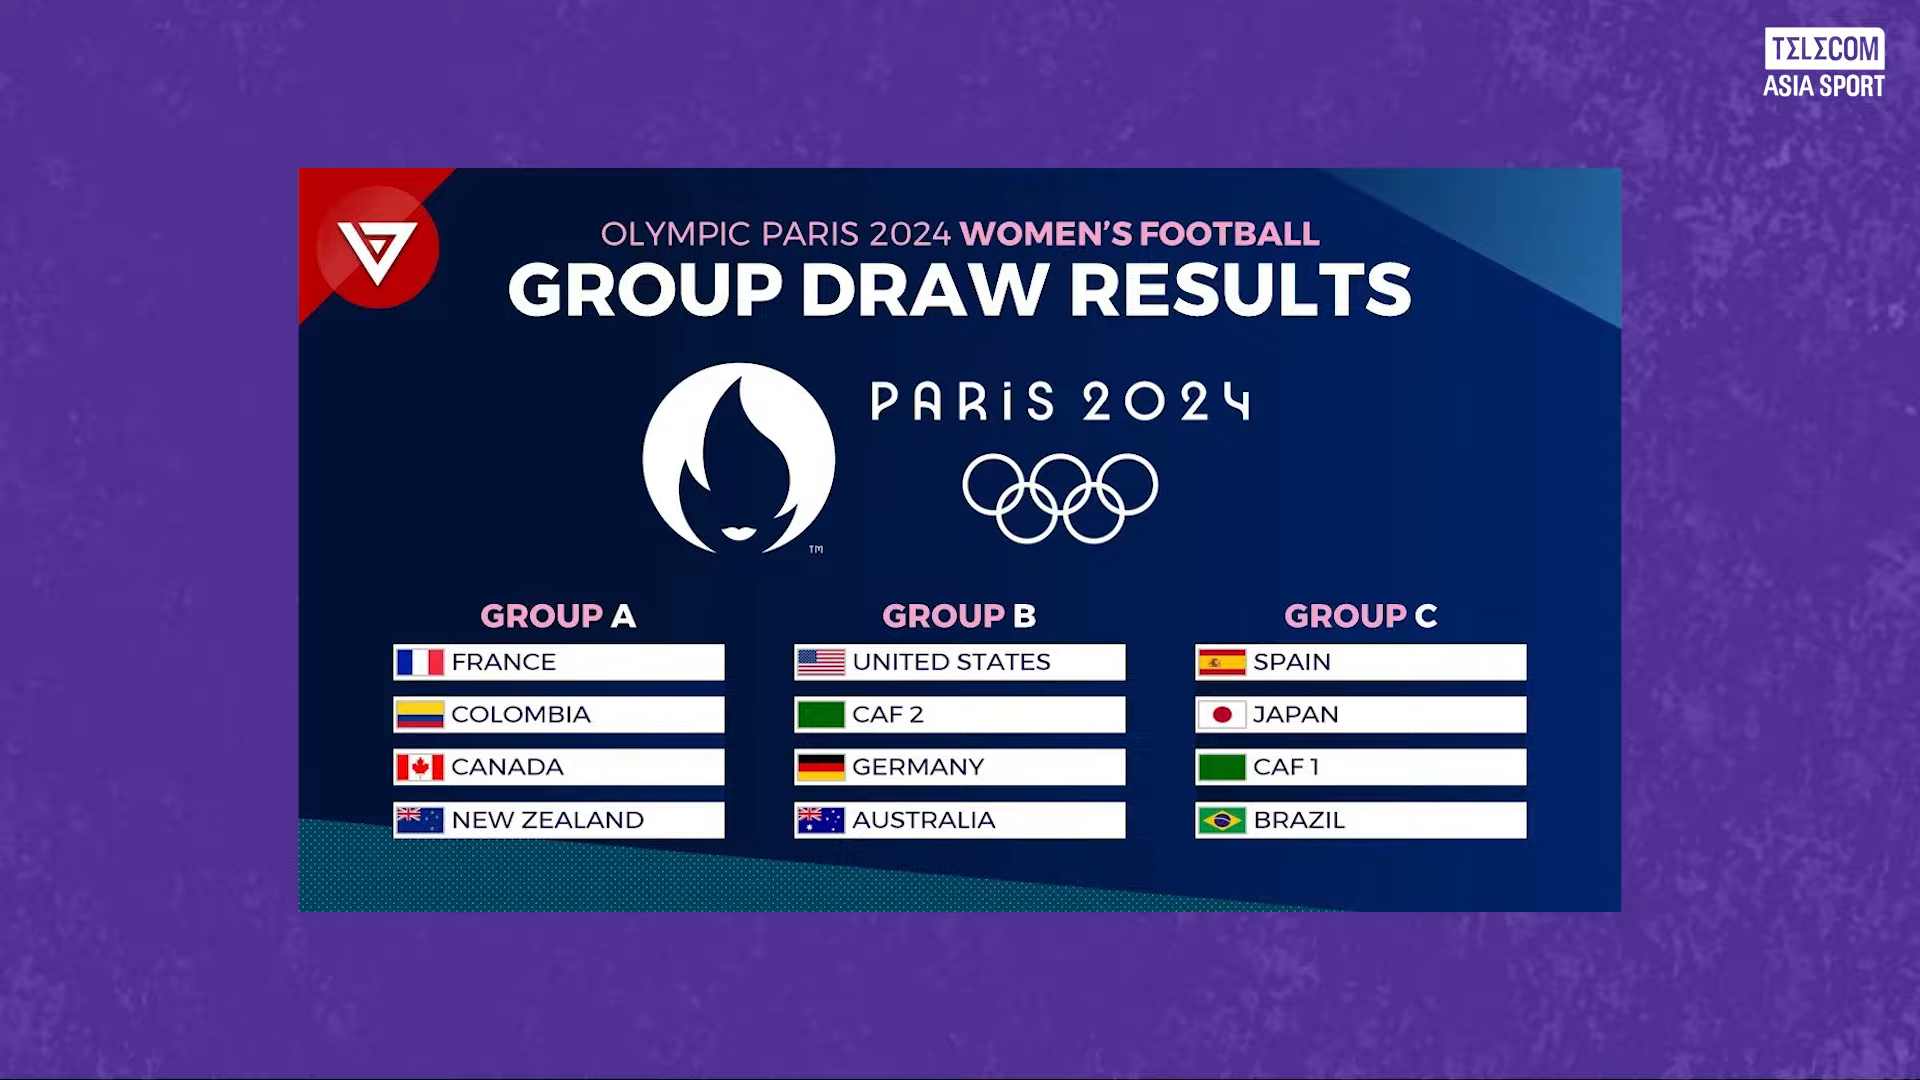 TΣLΣCOM
ASIA SPORT
OLYMPIC PARIS 2024 WOMEN'S FOOTBALL
GROUP DRAW RESULTS
PARiS 2024
TM
GROUP A
FRANCE
COLOMBIA
CANADA
NEW ZEALAND
GROUP B
UNITED STATES
CAF 2
GERMANY
AUSTRALIA
GROUP C
SPAIN
JAPAN
CAF 1
BRAZIL